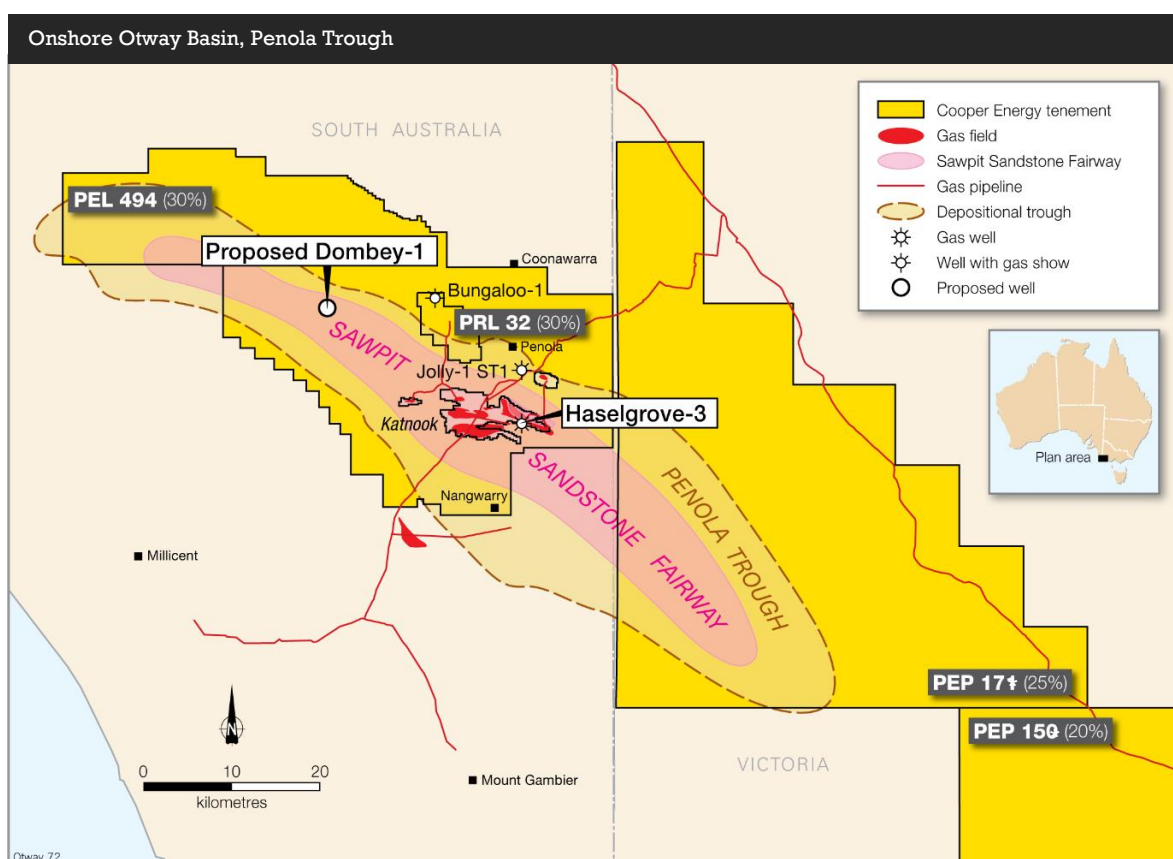 Onshore Otway Basin, Penola Trough
SOUTH AUSTRALIA
Cooper Energy tenement
Gas field
Sawpit Sandstone Fairway
Gas pipeline
Depositional trough
Gas well
Well with gas show
Proposed well
PEL 494 (30%)
Proposed Dombey-1
Coonawarra
Bungaloo-1
PRL 32 (30%)
Penola
SAWPIT
Jolly-1 ST1
Katnook
Haselgrove-3
Plan area
SANDSTONE FAIRWAY
PENOLA TROUGH
Nangwarry
Millicent
PEP 171 (25%)
PEP 150 (20%)
N
VICTORIA
0 10 20
kilometres
Mount Gambier
Otway 72